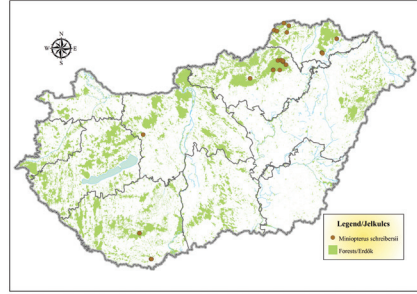 N
W E
S
Legend/Jelkulcs
Miniopterus schreibersii
Forests/Erdők